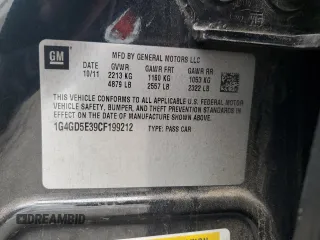 GM
MFD BY GENERAL MOTORS LLC
DATE GVWR GAWR FRT GAWR RR
10/11 2213 KG 1160 KG 1053 KG
4879 LB 2557 LB 2322 LB
THIS VEHICLE CONFORMS TO ALL APPLICABLE U.S. FEDERAL MOTOR VEHICLE
SAFETY, BUMPER, AND THEFT PREVENTION STANDARDS IN EFFECT ON THE
DATE OF MANUFACTURE SHOWN ABOVE.
1G4GD5E39CF199212 TYPE: PASS CAR
DREAMBID